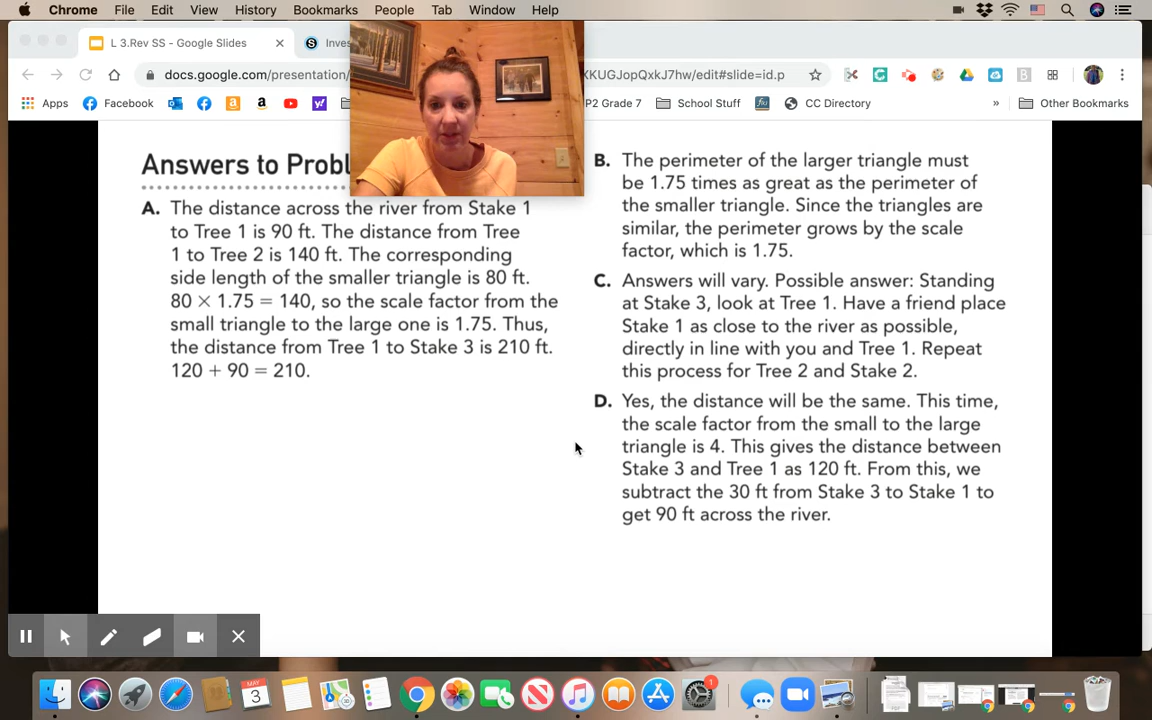 Chrome File Edit View History Bookmarks People Tab Window Help
L 3.Rev SS - Google Slides
Inves
docs.google.com/presentation/
KUGJopQxkJ7hw/edit#slide=id.p
Apps Facebook P2 Grade 7 School Stuff CC Directory » Other Bookmarks
Answers to Probl
A. The distance across the river from Stake 1
to Tree 1 is 90 ft. The distance from Tree
1 to Tree 2 is 140 ft. The corresponding
side length of the smaller triangle is 80 ft.
80 × 1.75 = 140, so the scale factor from the
small triangle to the large one is 1.75. Thus,
the distance from Tree 1 to Stake 3 is 210 ft.
120 + 90 = 210.
B. The perimeter of the larger triangle must
be 1.75 times as great as the perimeter of
the smaller triangle. Since the triangles are
similar, the perimeter grows by the scale
factor, which is 1.75.
C. Answers will vary. Possible answer: Standing
at Stake 3, look at Tree 1. Have a friend place
Stake 1 as close to the river as possible,
directly in line with you and Tree 1. Repeat
this process for Tree 2 and Stake 2.
D. Yes, the distance will be the same. This time,
the scale factor from the small to the large
triangle is 4. This gives the distance between
Stake 3 and Tree 1 as 120 ft. From this, we
subtract the 30 ft from Stake 3 to Stake 1 to
get 90 ft across the river.
MAY
3
1